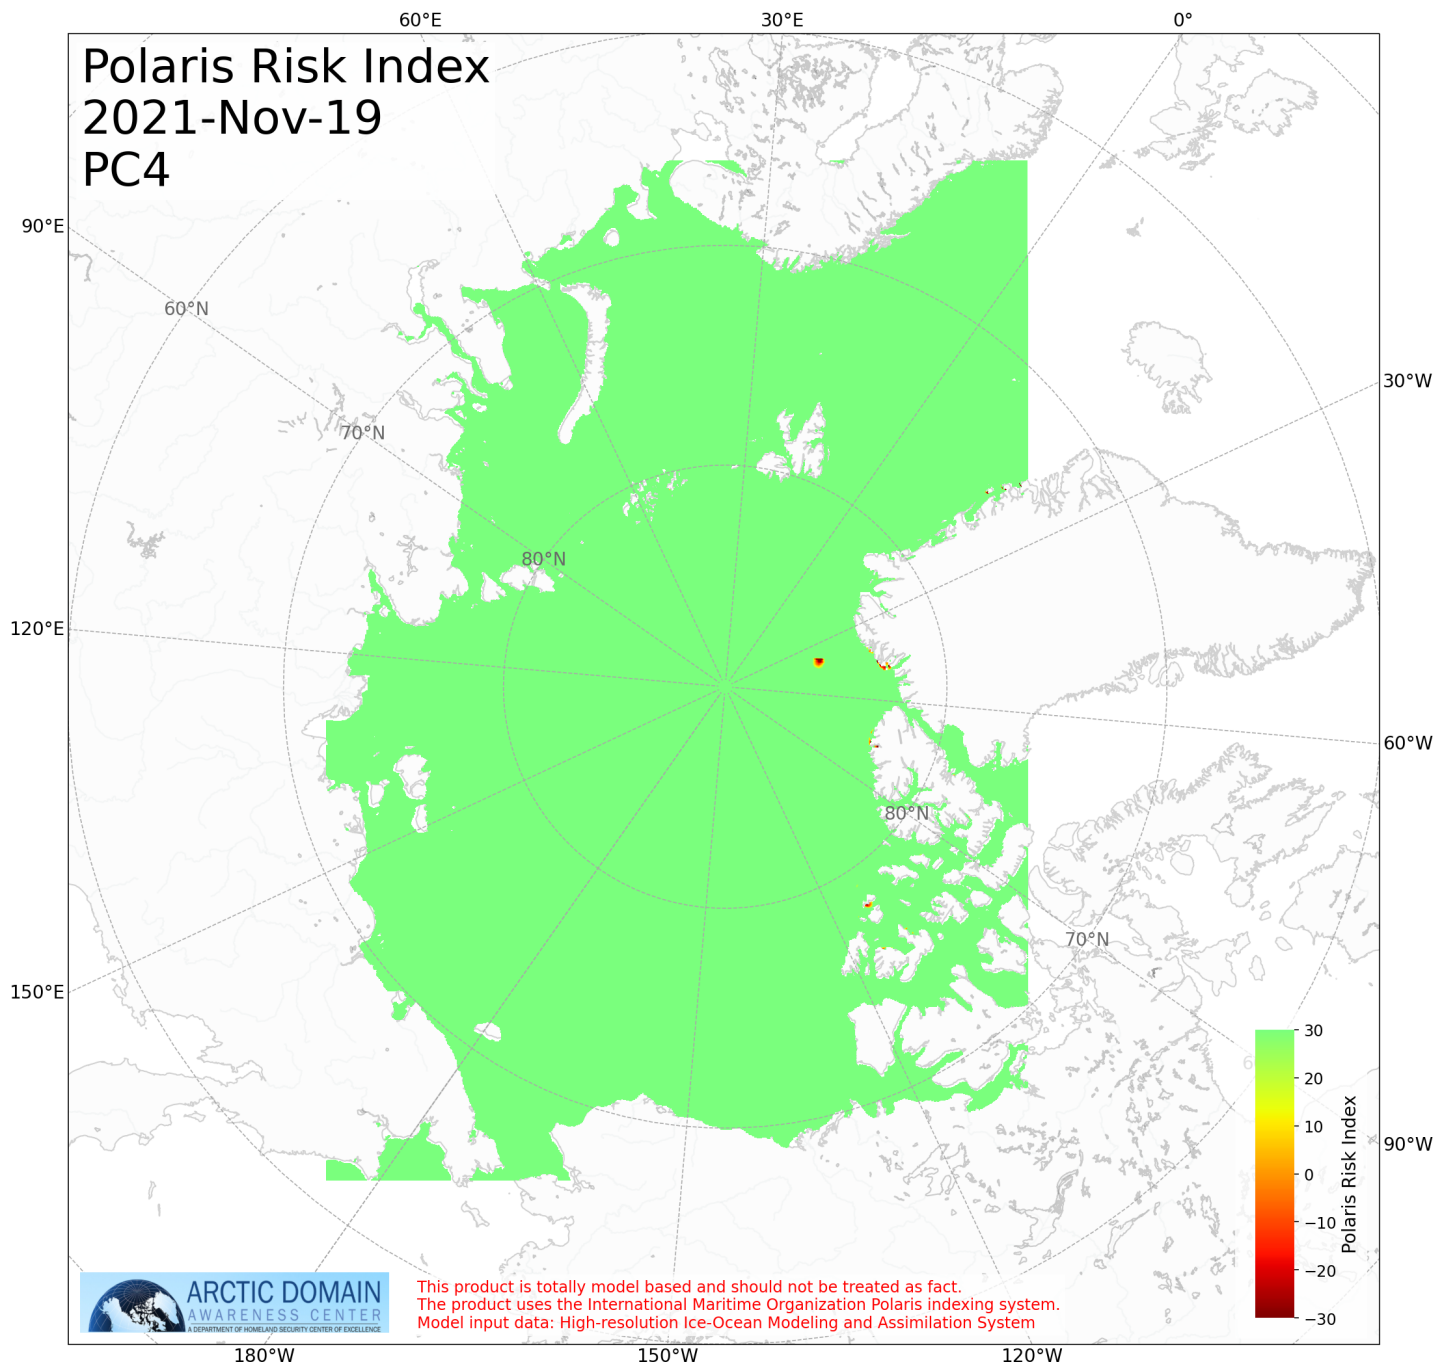 60°E
30°E
0°
Polaris Risk Index
2021-Nov-19
PC4
90°E
60°N
30°W
70°N
80°N
120°E
60°W
80°N
70°N
150°E
30
20
10
0
−10
−20
−30
Polaris Risk Index
90°W
ARCTIC DOMAIN
AWARENESS CENTER
A DEPARTMENT OF HOMELAND SECURITY CENTER OF EXCELLENCE
This product is totally model based and should not be treated as fact.
The product uses the International Maritime Organization Polaris indexing system.
Model input data: High-resolution Ice-Ocean Modeling and Assimilation System
180°W
150°W
120°W